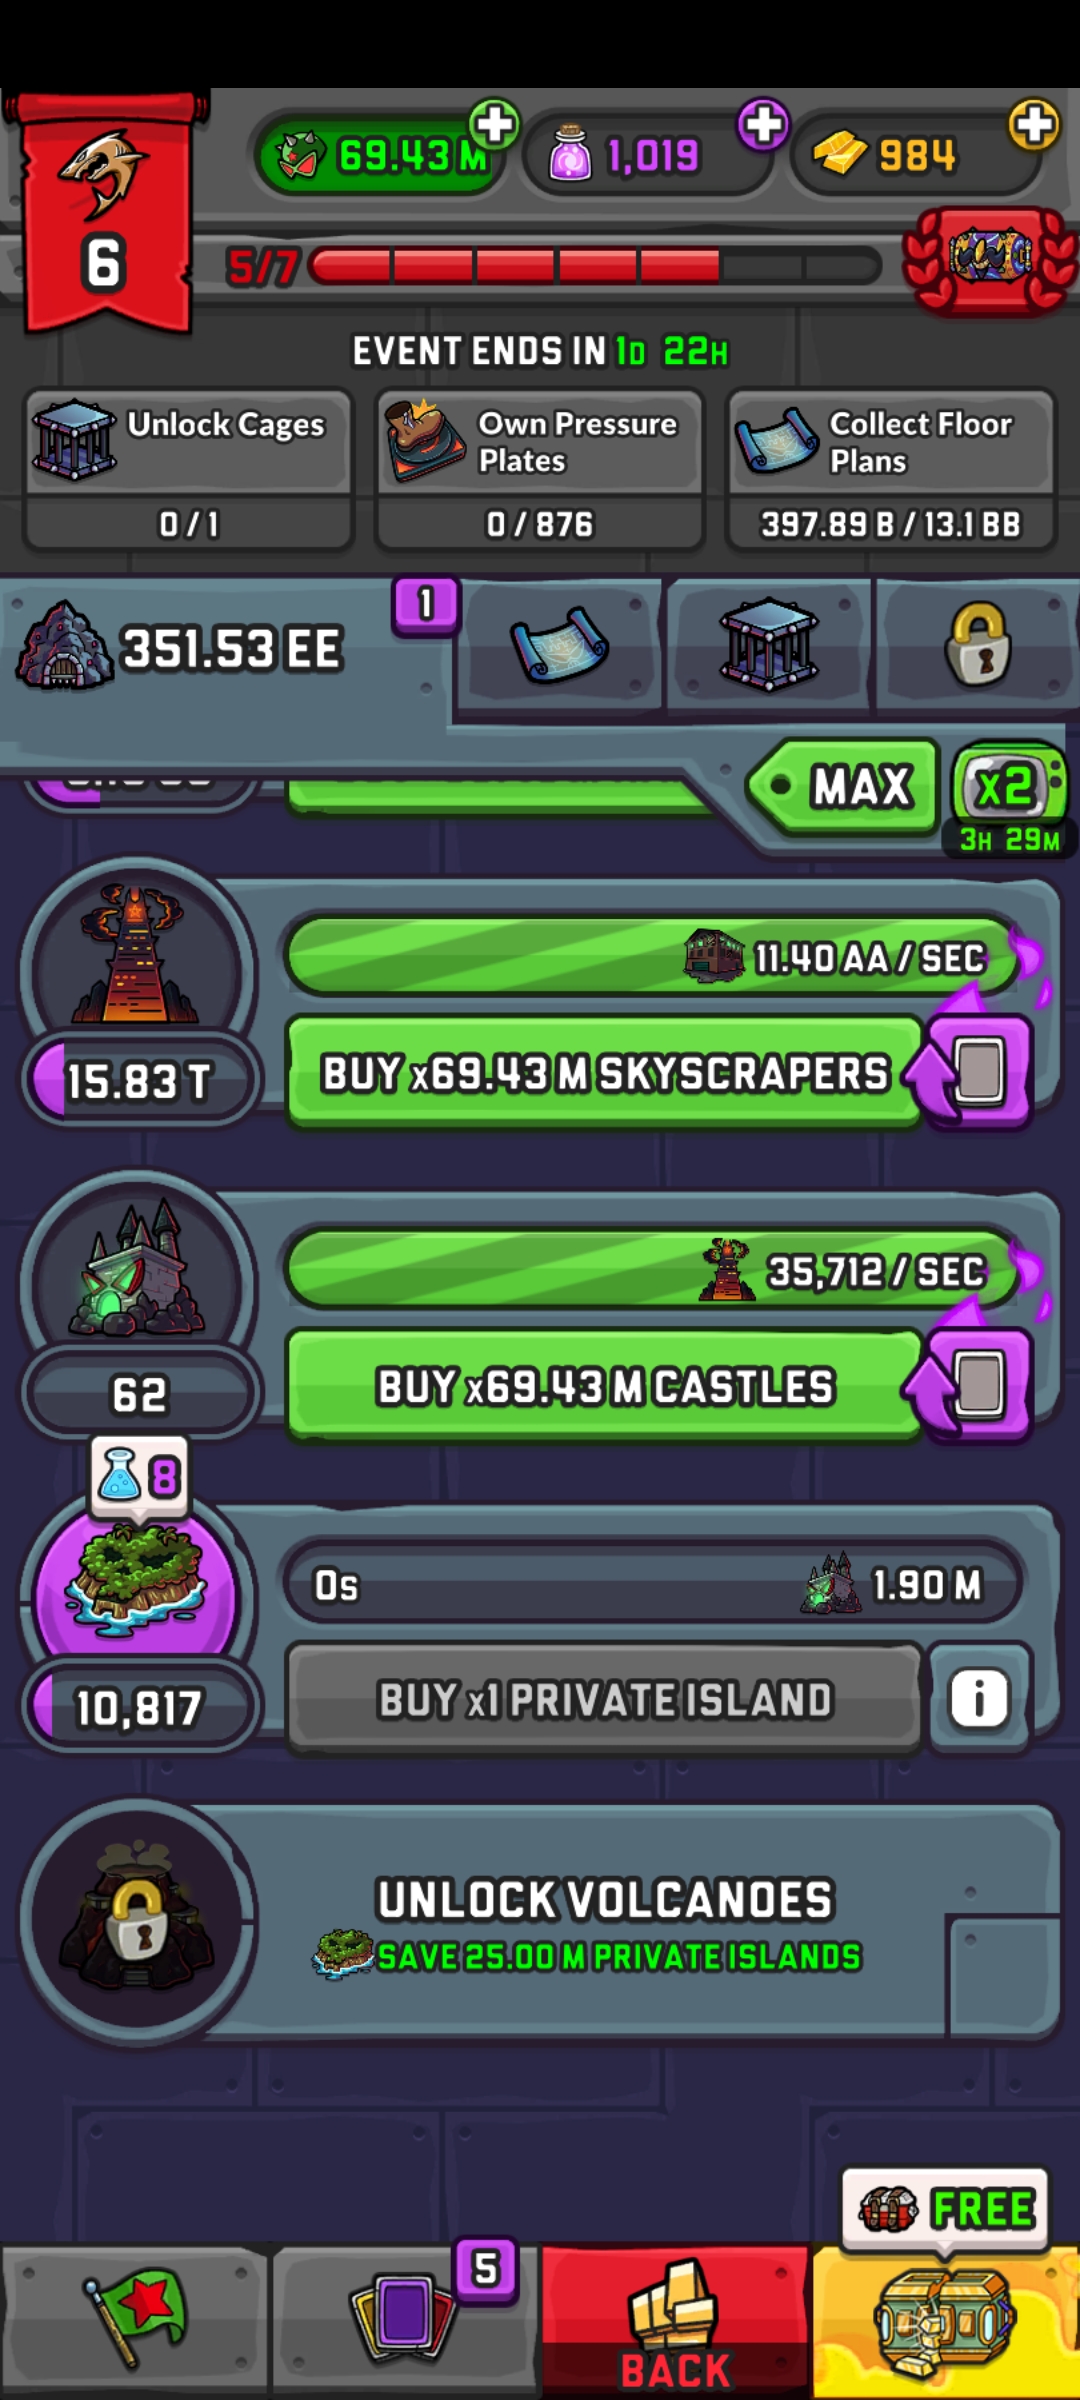 69.43 M
1,019
984
6
5/7
EVENT ENDS IN 1D 22H
Unlock Cages
0 / 1
Own Pressure
Plates
0 / 876
Collect Floor
Plans
397.89 B / 13.1 BB
351.53 EE
1
MAX
x2
3H 29M
11.40 AA / SEC
15.83 T
BUY x69.43 M SKYSCRAPERS
35,712 / SEC
62
BUY x69.43 M CASTLES
8
0s
1.90 M
10,817
BUY x1 PRIVATE ISLAND
i
UNLOCK VOLCANOES
SAVE 25.00 M PRIVATE ISLANDS
FREE
5
BACK